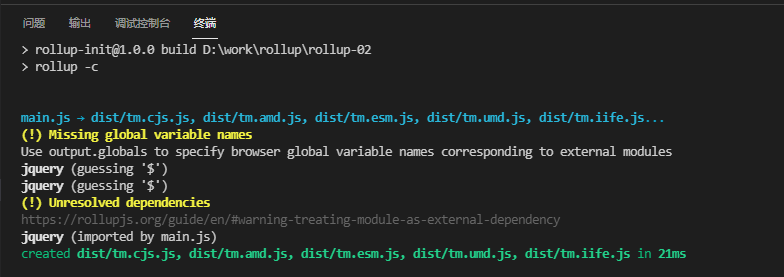 问题 输出 调试控制台 终端
> rollup-init@1.0.0 build D:\work\rollup\rollup-02
> rollup -c
main.js → dist/tm.cjs.js, dist/tm.amd.js, dist/tm.esm.js, dist/tm.umd.js, dist/tm.iife.js...
(!) Missing global variable names
Use output.globals to specify browser global variable names corresponding to external modules
jquery (guessing '$')
jquery (guessing '$')
(!) Unresolved dependencies
https://rollupjs.org/guide/en/#warning-treating-module-as-external-dependency
jquery (imported by main.js)
created dist/tm.cjs.js, dist/tm.amd.js, dist/tm.esm.js, dist/tm.umd.js, dist/tm.iife.js in 21ms